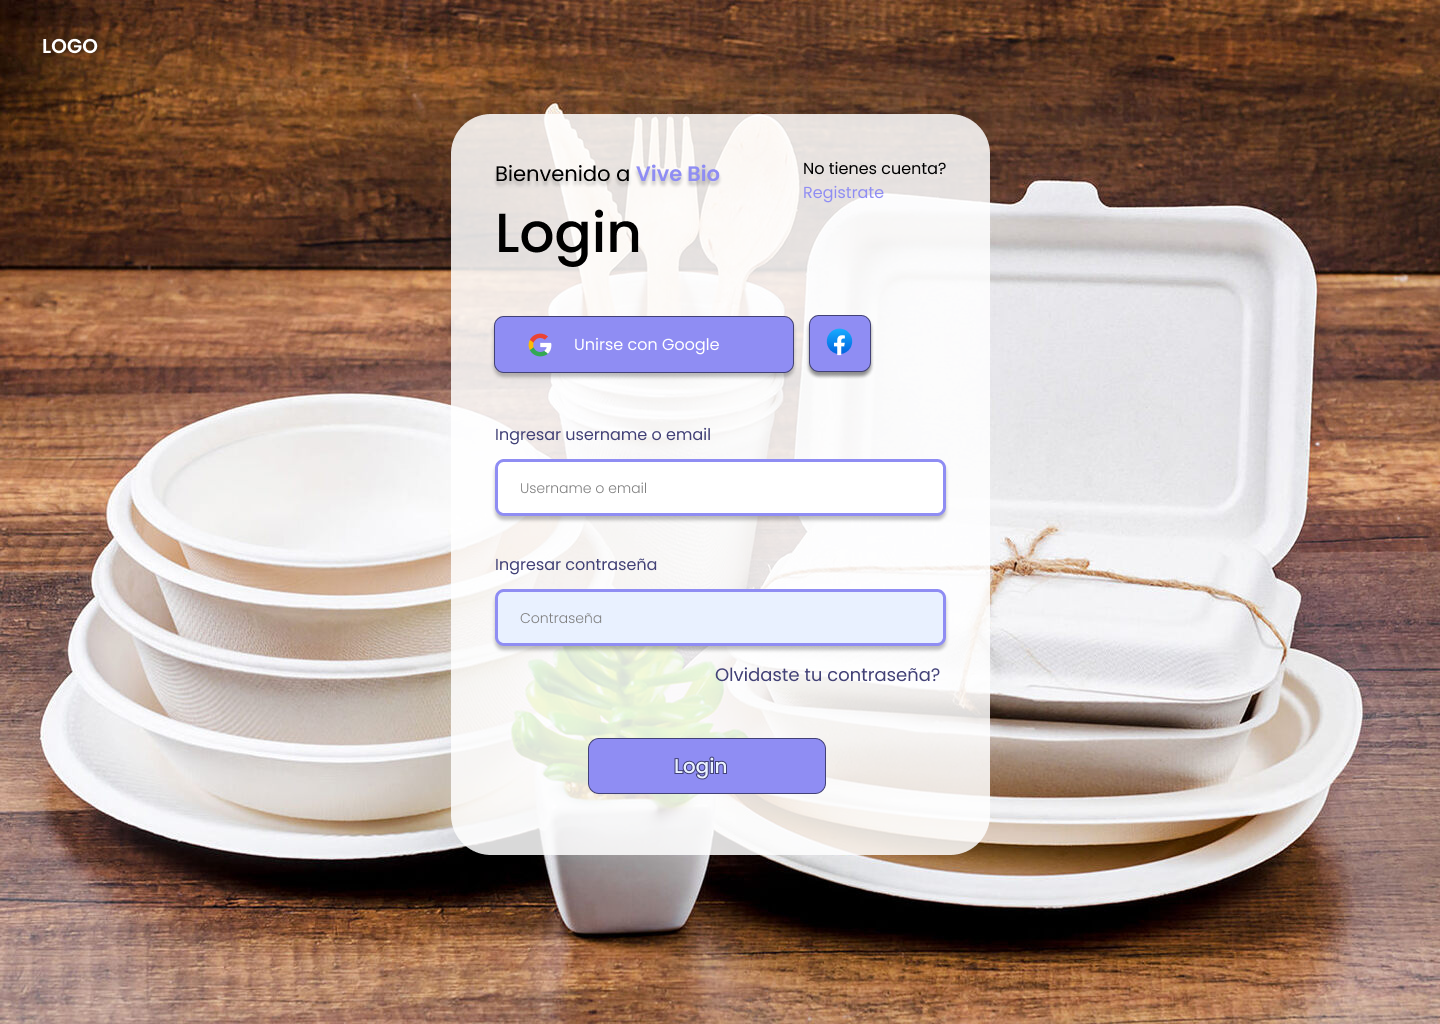 LOGO
Bienvenido a Vive Bio
No tienes cuenta?
Registrate
Login
Unirse con Google
Ingresar username o email
Username o email
Ingresar contraseña
Contraseña
Olvidaste tu contraseña?
Login